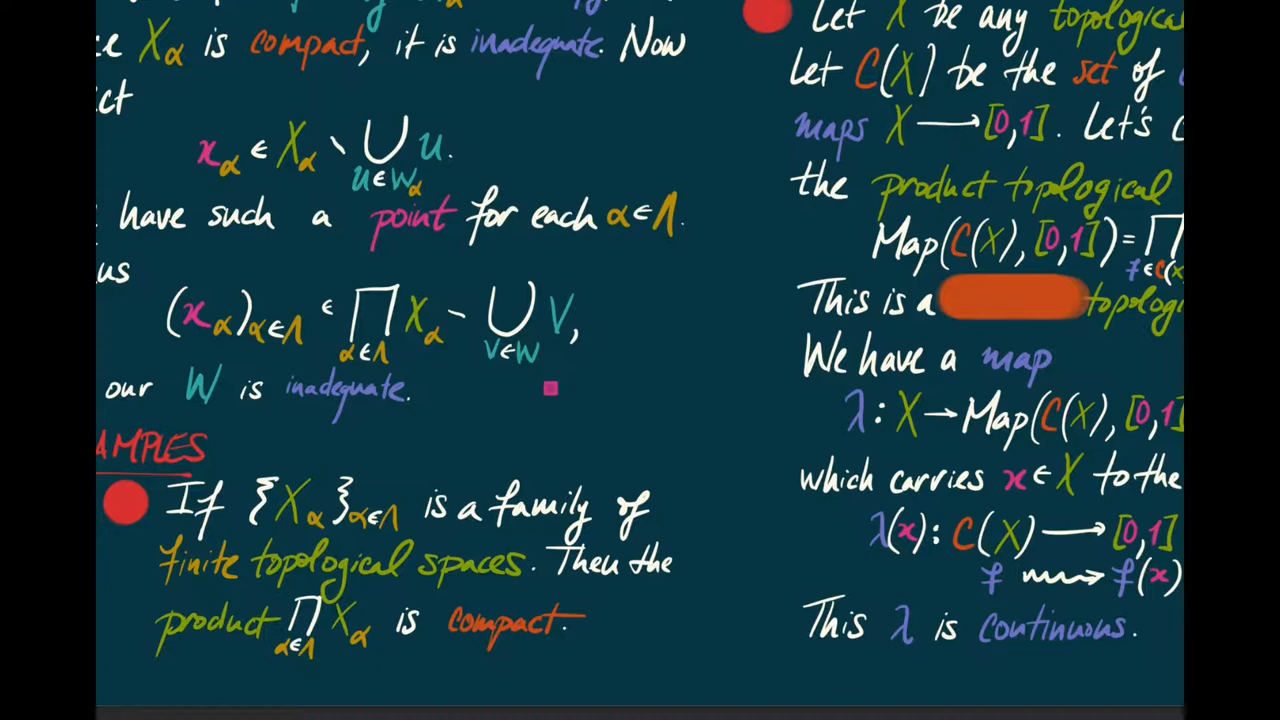 ce Xα is compact, it is inadequate. Now
ct
xα ∈ Xα ∖ ⋃ U.
U∈Wα
have such a point for each α∈Λ.
us
(xα)α∈Λ ∈ ∏ Xα ∖ ⋃ V,
α∈Λ V∈W
our W is inadequate.
AMPLES
If {Xα}α∈Λ is a family of
finite topological spaces. Then the
product ∏ Xα is compact.
α∈Λ
Let X be any topologica
Let C(X) be the set of
maps X → [0,1]. Let's c
the product topological
Map(C(X), [0,1]) = ∏
f∈C(X
This is a topologi
We have a map
λ: X → Map(C(X), [0,1]
which carries x ∈ X to the
λ(x): C(X) → [0,1]
f ⟿ f(x)
This λ is continuous.